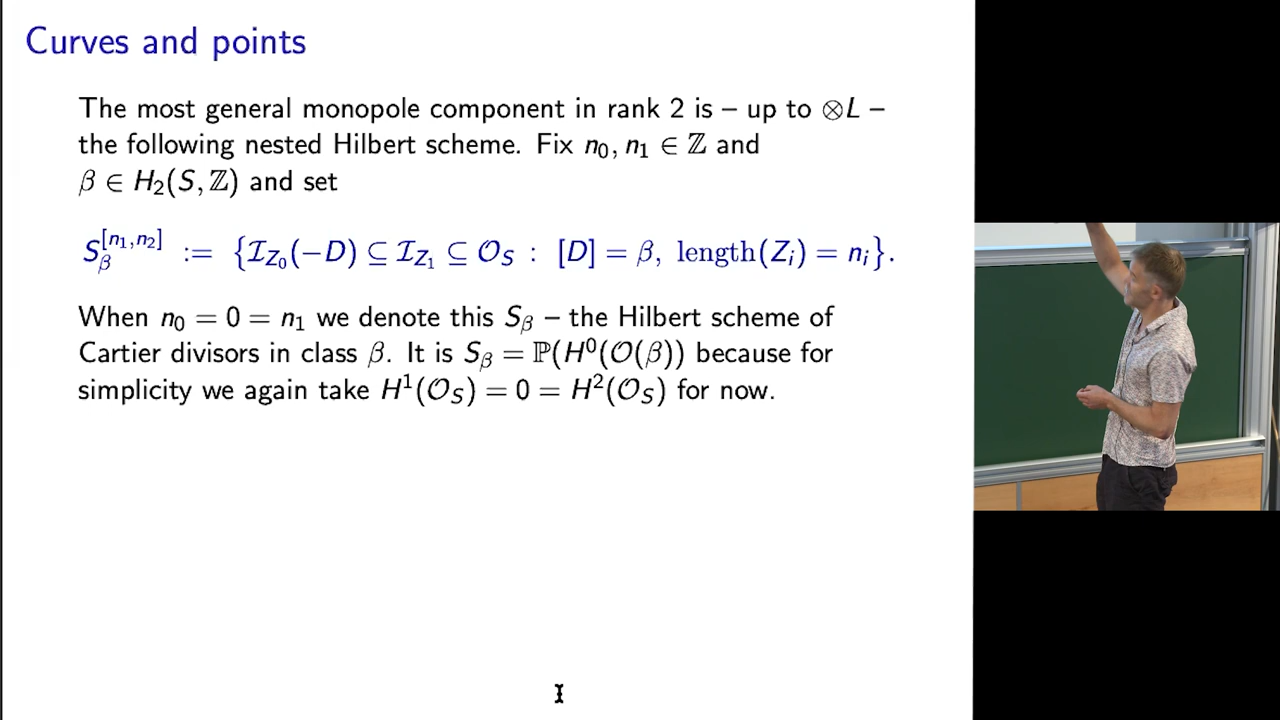 Curves and points
The most general monopole component in rank 2 is – up to ⊗L –
the following nested Hilbert scheme. Fix n₀, n₁ ∈ ℤ and
β ∈ H₂(S, ℤ) and set
S_β^{[n₁,n₂]} := {𝓘_{Z₀}(−D) ⊆ 𝓘_{Z₁} ⊆ 𝒪_S : [D] = β, length(Z_i) = n_i}.
When n₀ = 0 = n₁ we denote this S_β – the Hilbert scheme of
Cartier divisors in class β. It is S_β = ℙ(H⁰(𝒪(β)) because for
simplicity we again take H¹(𝒪_S) = 0 = H²(𝒪_S) for now.